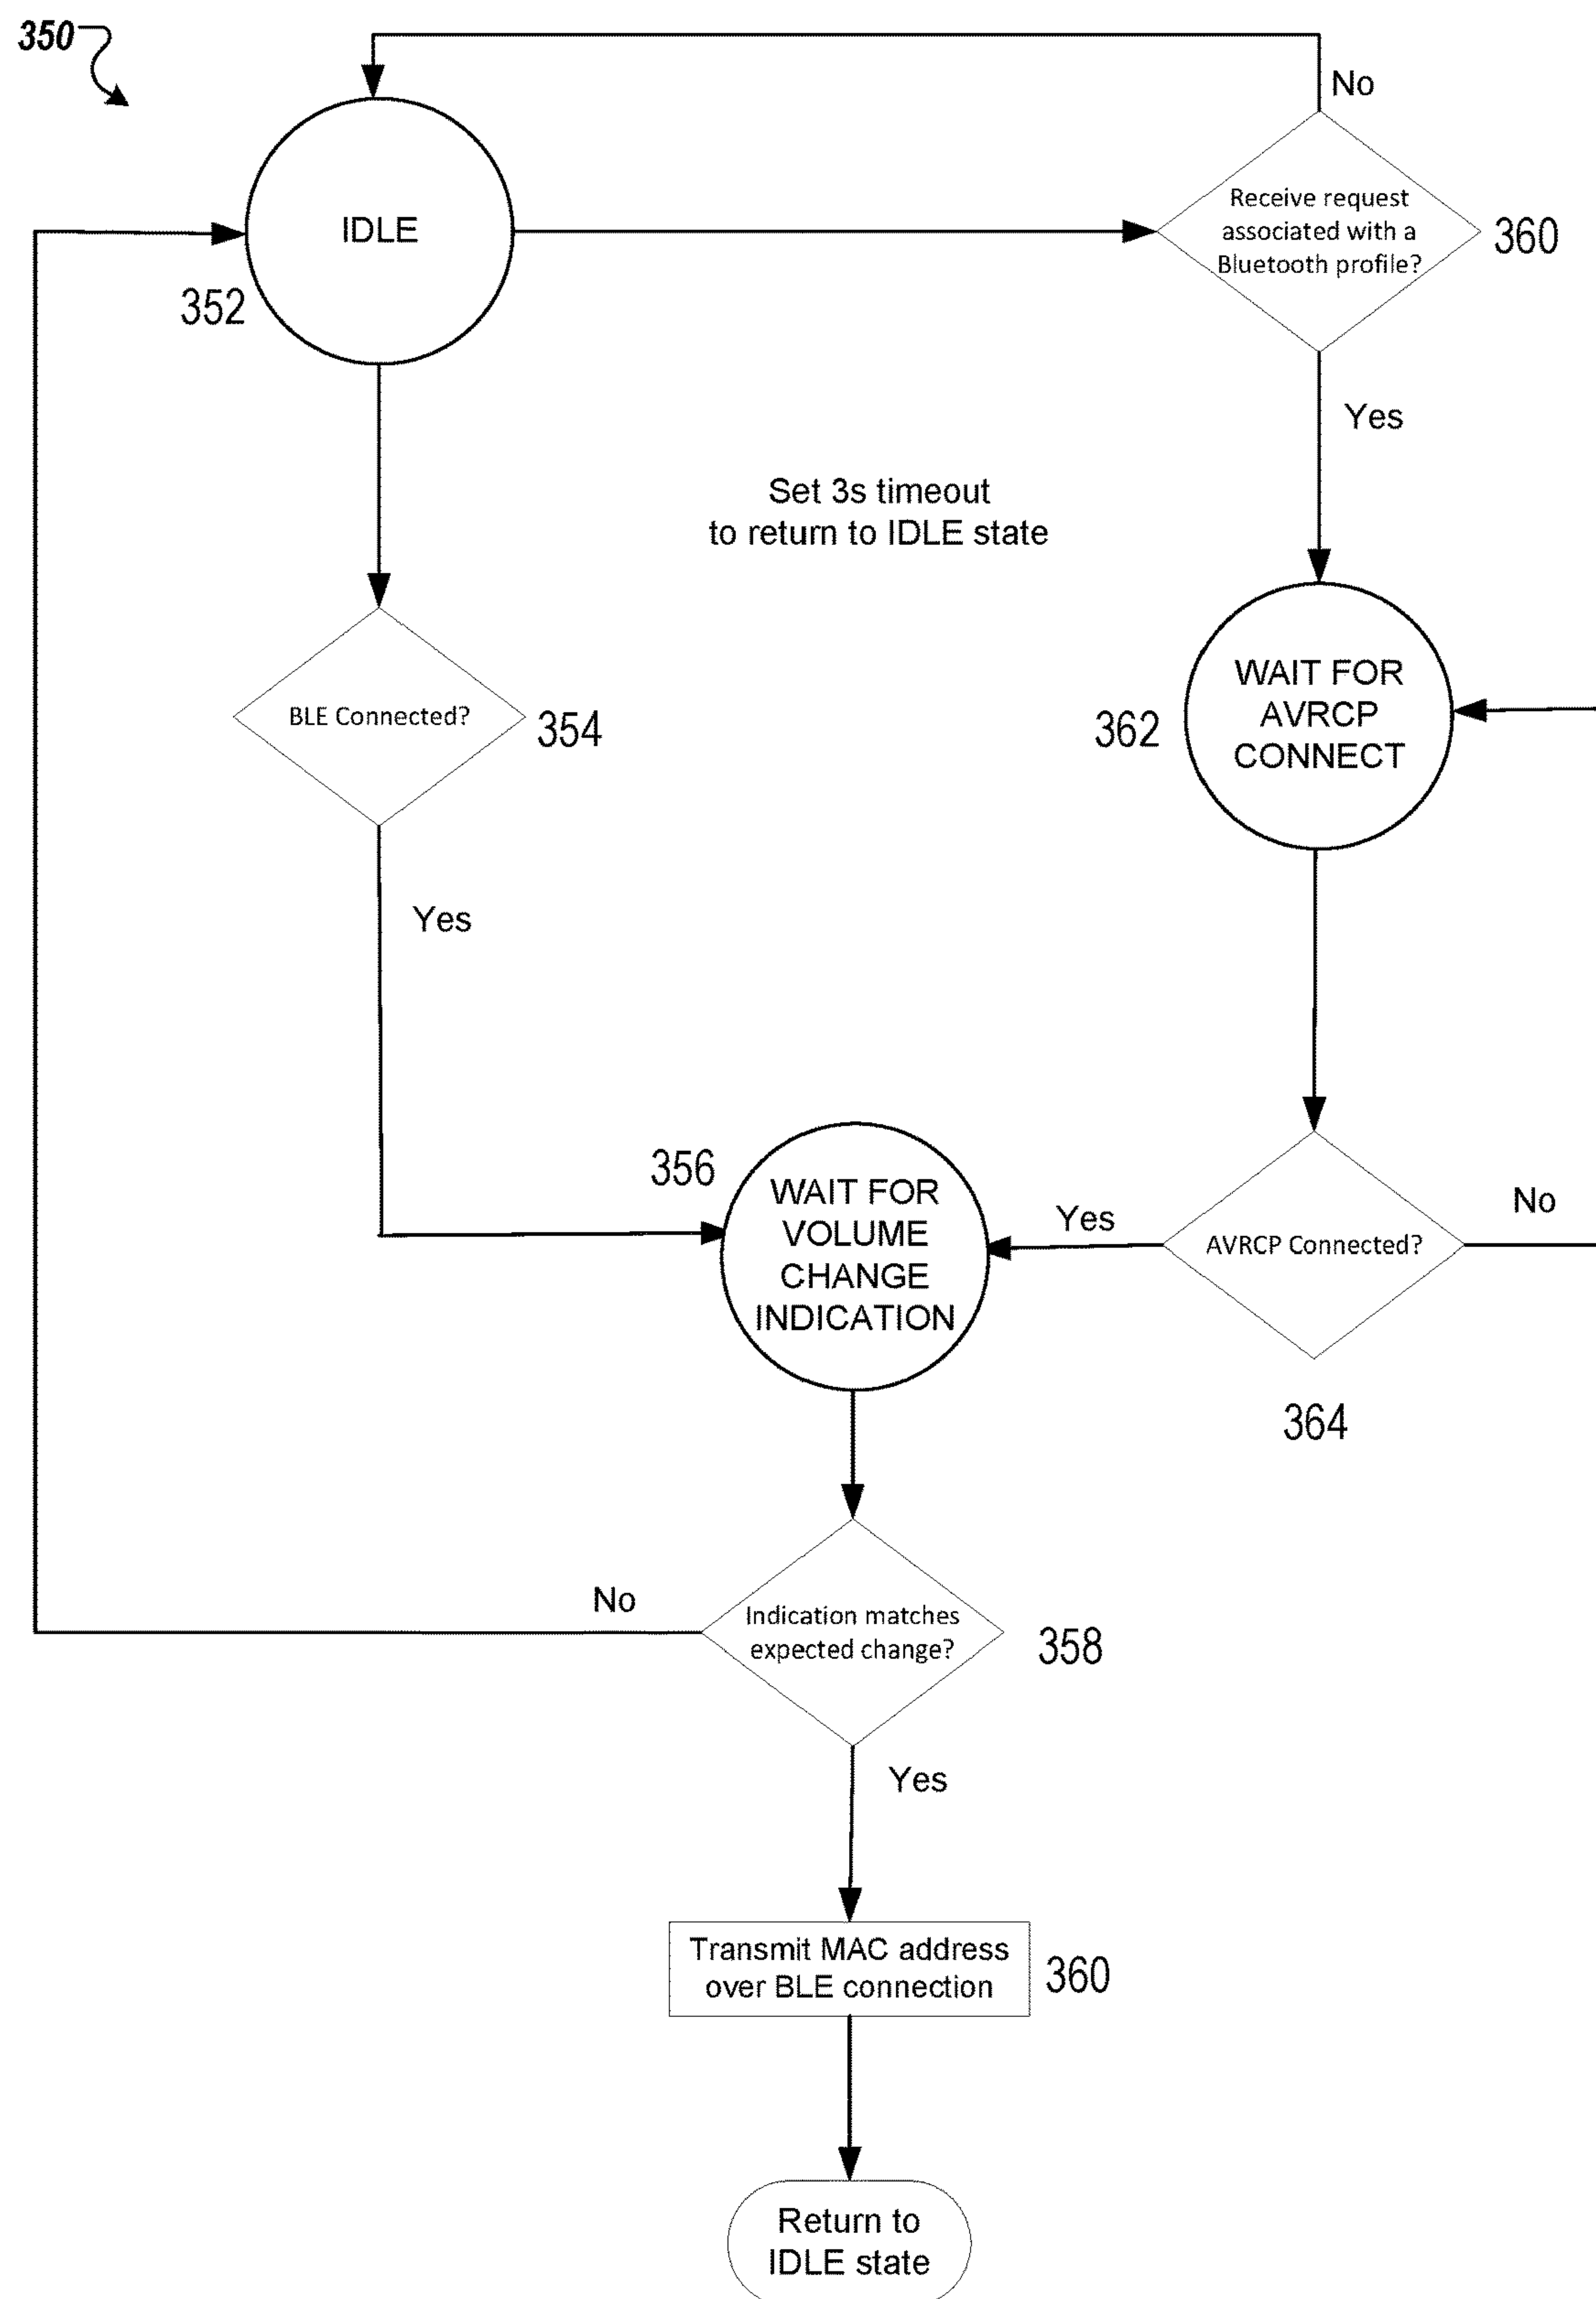 350
No
IDLE
352
Receive request
associated with a
Bluetooth profile?
360
Yes
Set 3s timeout
to return to IDLE state
WAIT FOR
AVRCP
CONNECT
362
BLE Connected?
354
Yes
356
WAIT FOR
VOLUME
CHANGE
INDICATION
Yes
AVRCP Connected?
No
364
No
Indication matches
expected change?
358
Yes
Transmit MAC address
over BLE connection
360
Return to
IDLE state